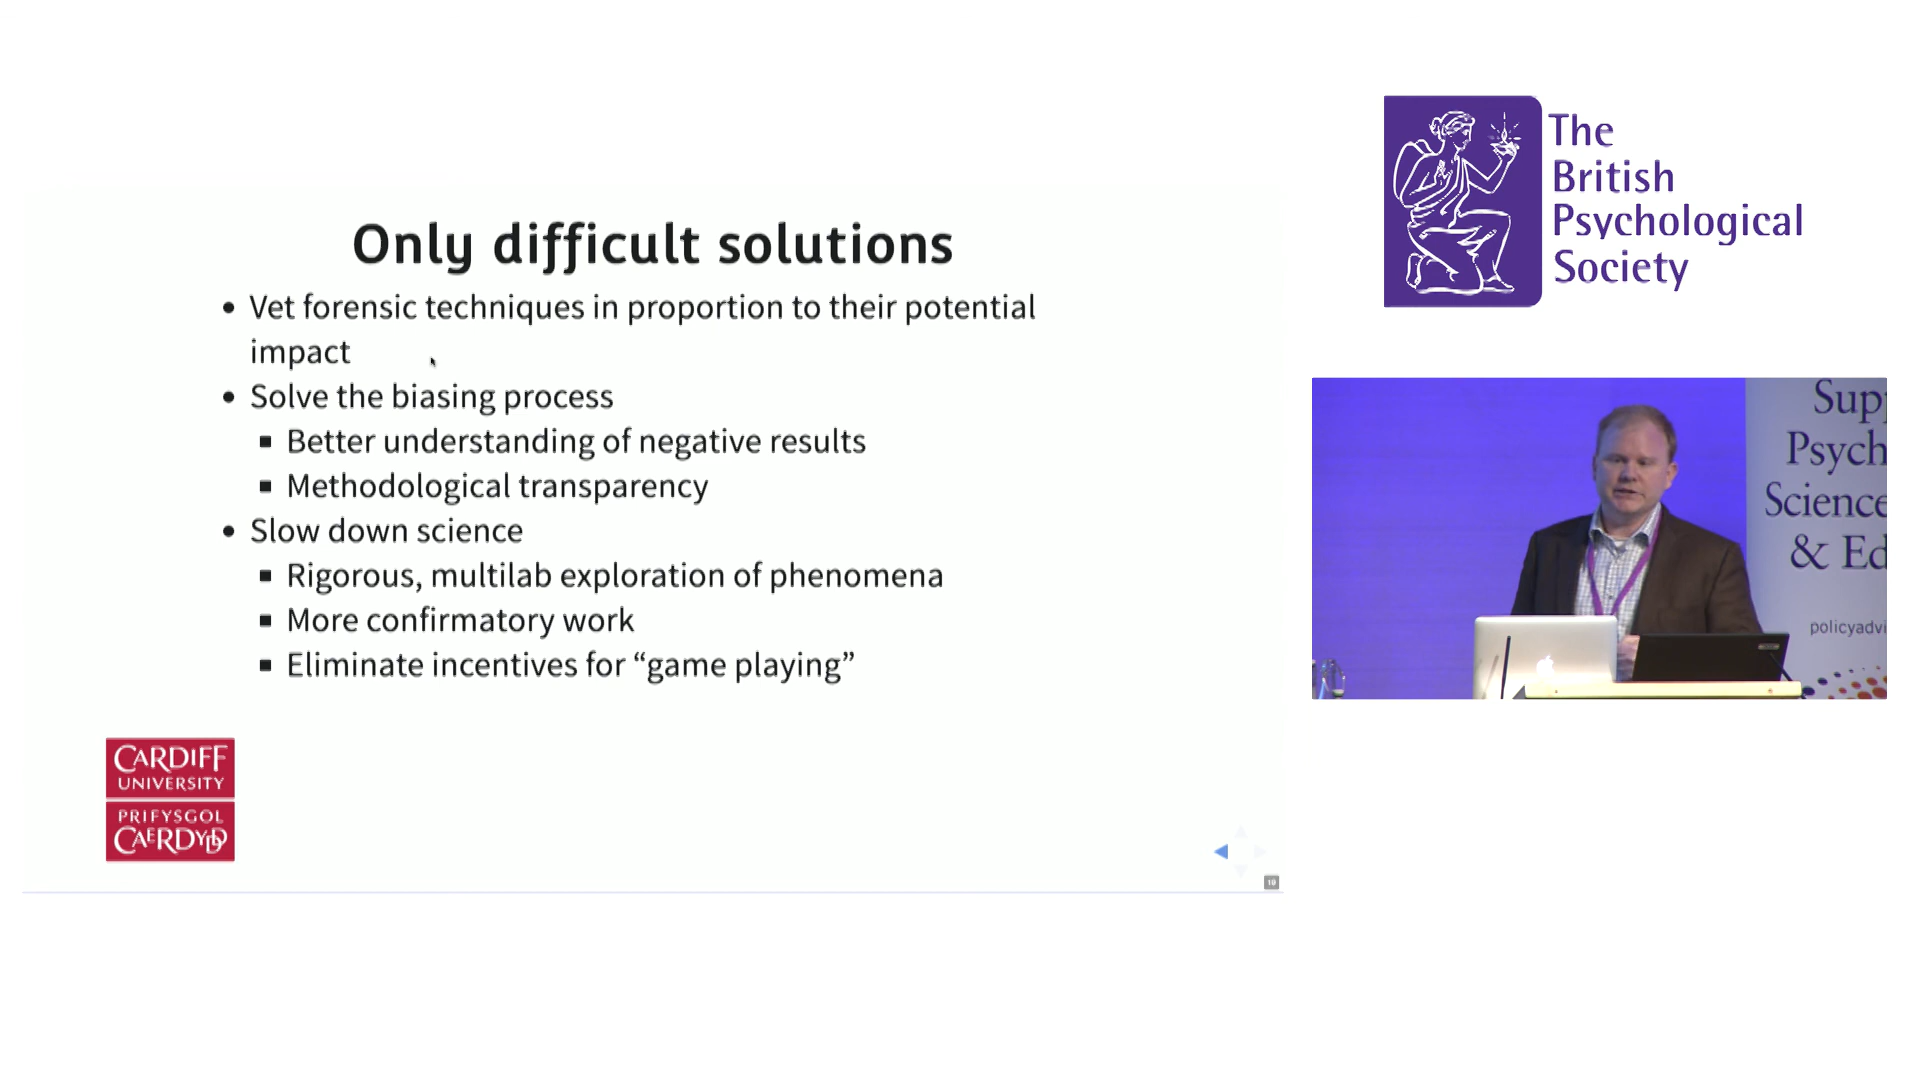 Only difficult solutions
• Vet forensic techniques in proportion to their potential
impact
• Solve the biasing process
▪ Better understanding of negative results
▪ Methodological transparency
• Slow down science
▪ Rigorous, multilab exploration of phenomena
▪ More confirmatory work
▪ Eliminate incentives for “game playing”
CARDIFF
UNIVERSITY
PRIFYSGOL
CAERDYDD
The
British
Psychological
Society
Sup
Psych
Science
& Ed
policyadvi